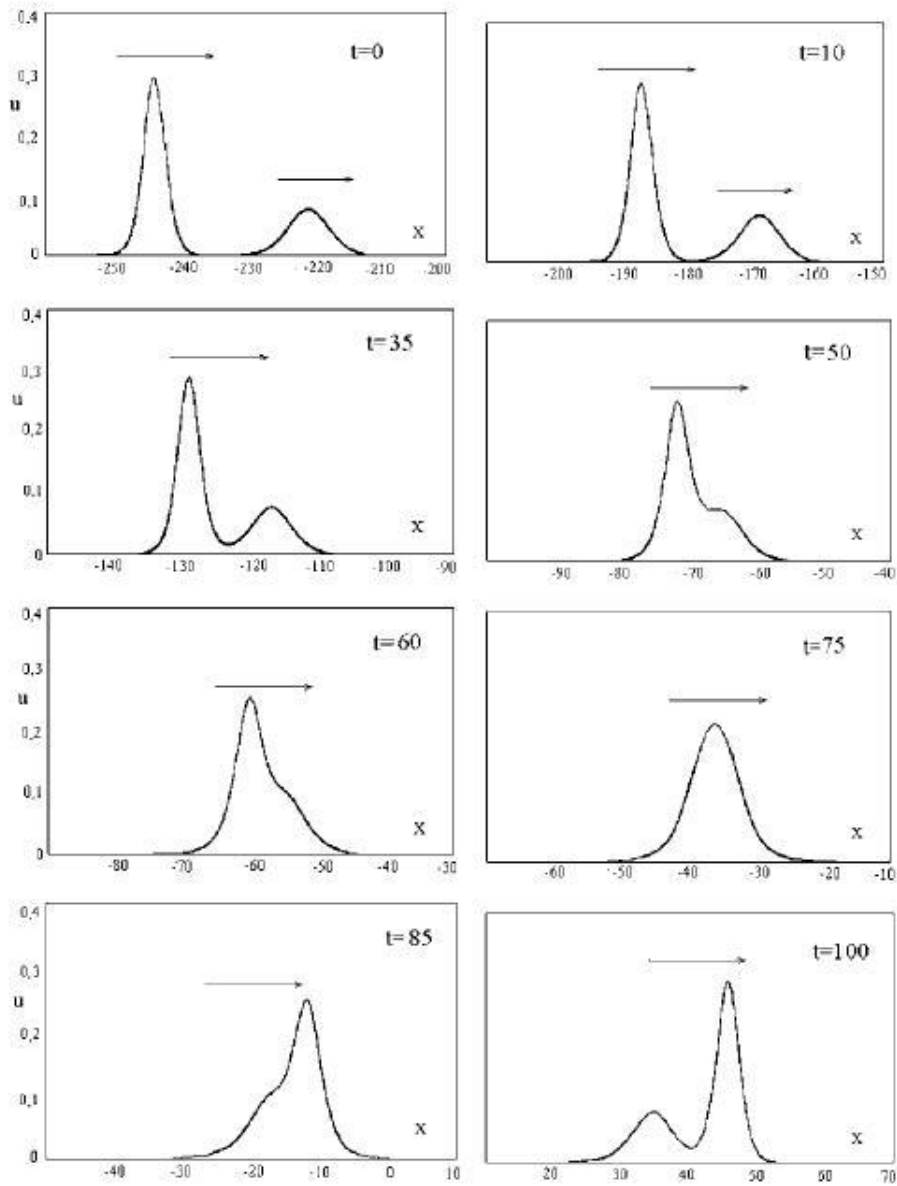 0,4
t=0
0,3
u
0,2
0,1
x
0
-250 -240 -230 -220 -210 -200
t=10
x
-200 -190 -180 -170 -160 -150
0,4
t=35
0,3
u
0,2
0,1
x
0
-140 -130 -120 -110 -100 -90
t=50
x
-90 -80 -70 -60 -50 -40
0,4
t=60
0,3
u
0,2
0,1
x
0
-80 -70 -60 -50 -40 -30
t=75
x
-60 -50 -40 -30 -20 -10
0,4
t=85
0,3
u
0,2
0,1
x
0
-40 -30 -20 -10 0 10
t=100
x
20 30 40 50 60 70